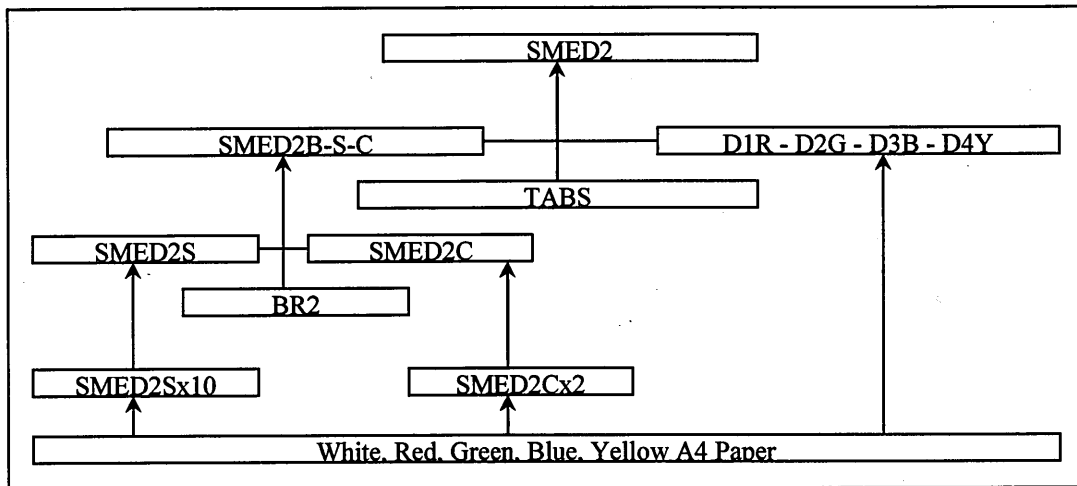 SMED2
SMED2B-S-C
D1R - D2G - D3B - D4Y
TABS
SMED2S
SMED2C
BR2
SMED2Sx10
SMED2Cx2
White, Red, Green, Blue, Yellow A4 Paper